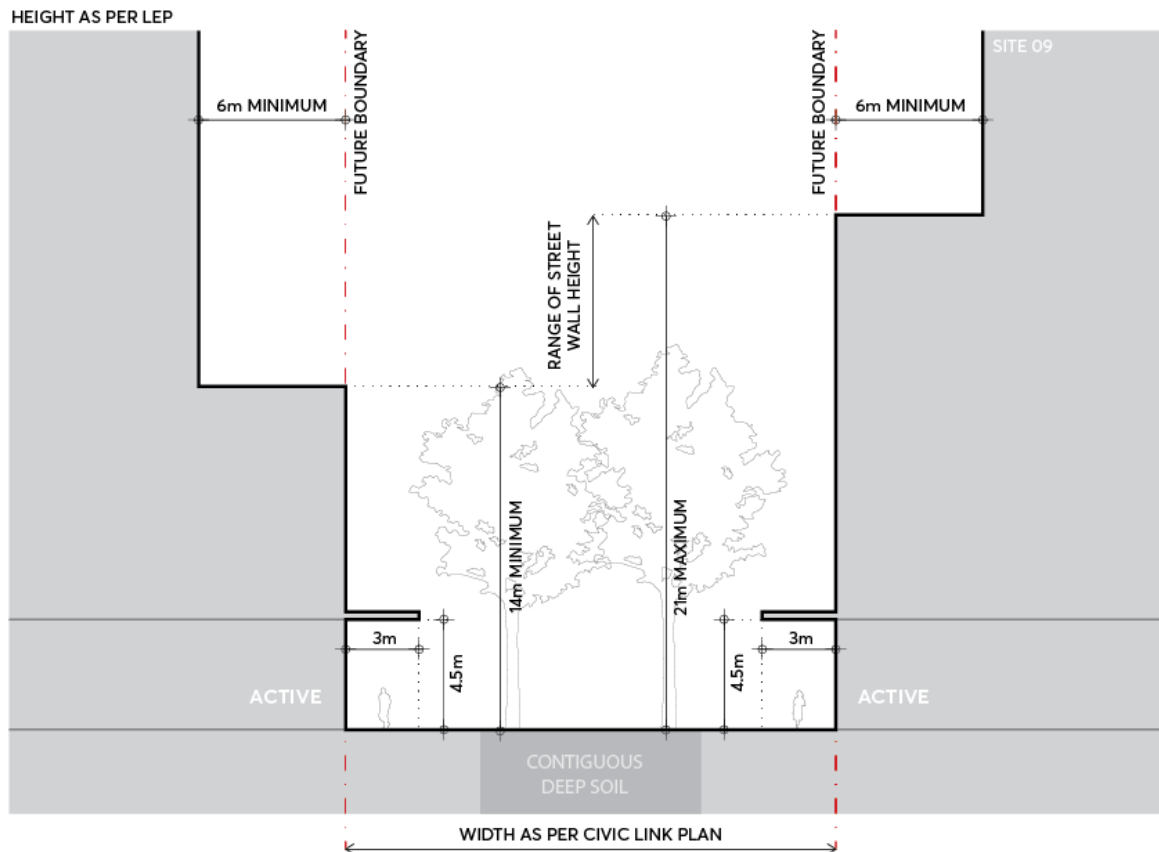 HEIGHT AS PER LEP
SITE 09
FUTURE BOUNDARY
FUTURE BOUNDARY
6m MINIMUM
6m MINIMUM
RANGE OF STREET
WALL HEIGHT
14m MINIMUM
21m MAXIMUM
3m
4.5m
4.5m
3m
ACTIVE
ACTIVE
CONTIGUOUS
DEEP SOIL
WIDTH AS PER CIVIC LINK PLAN